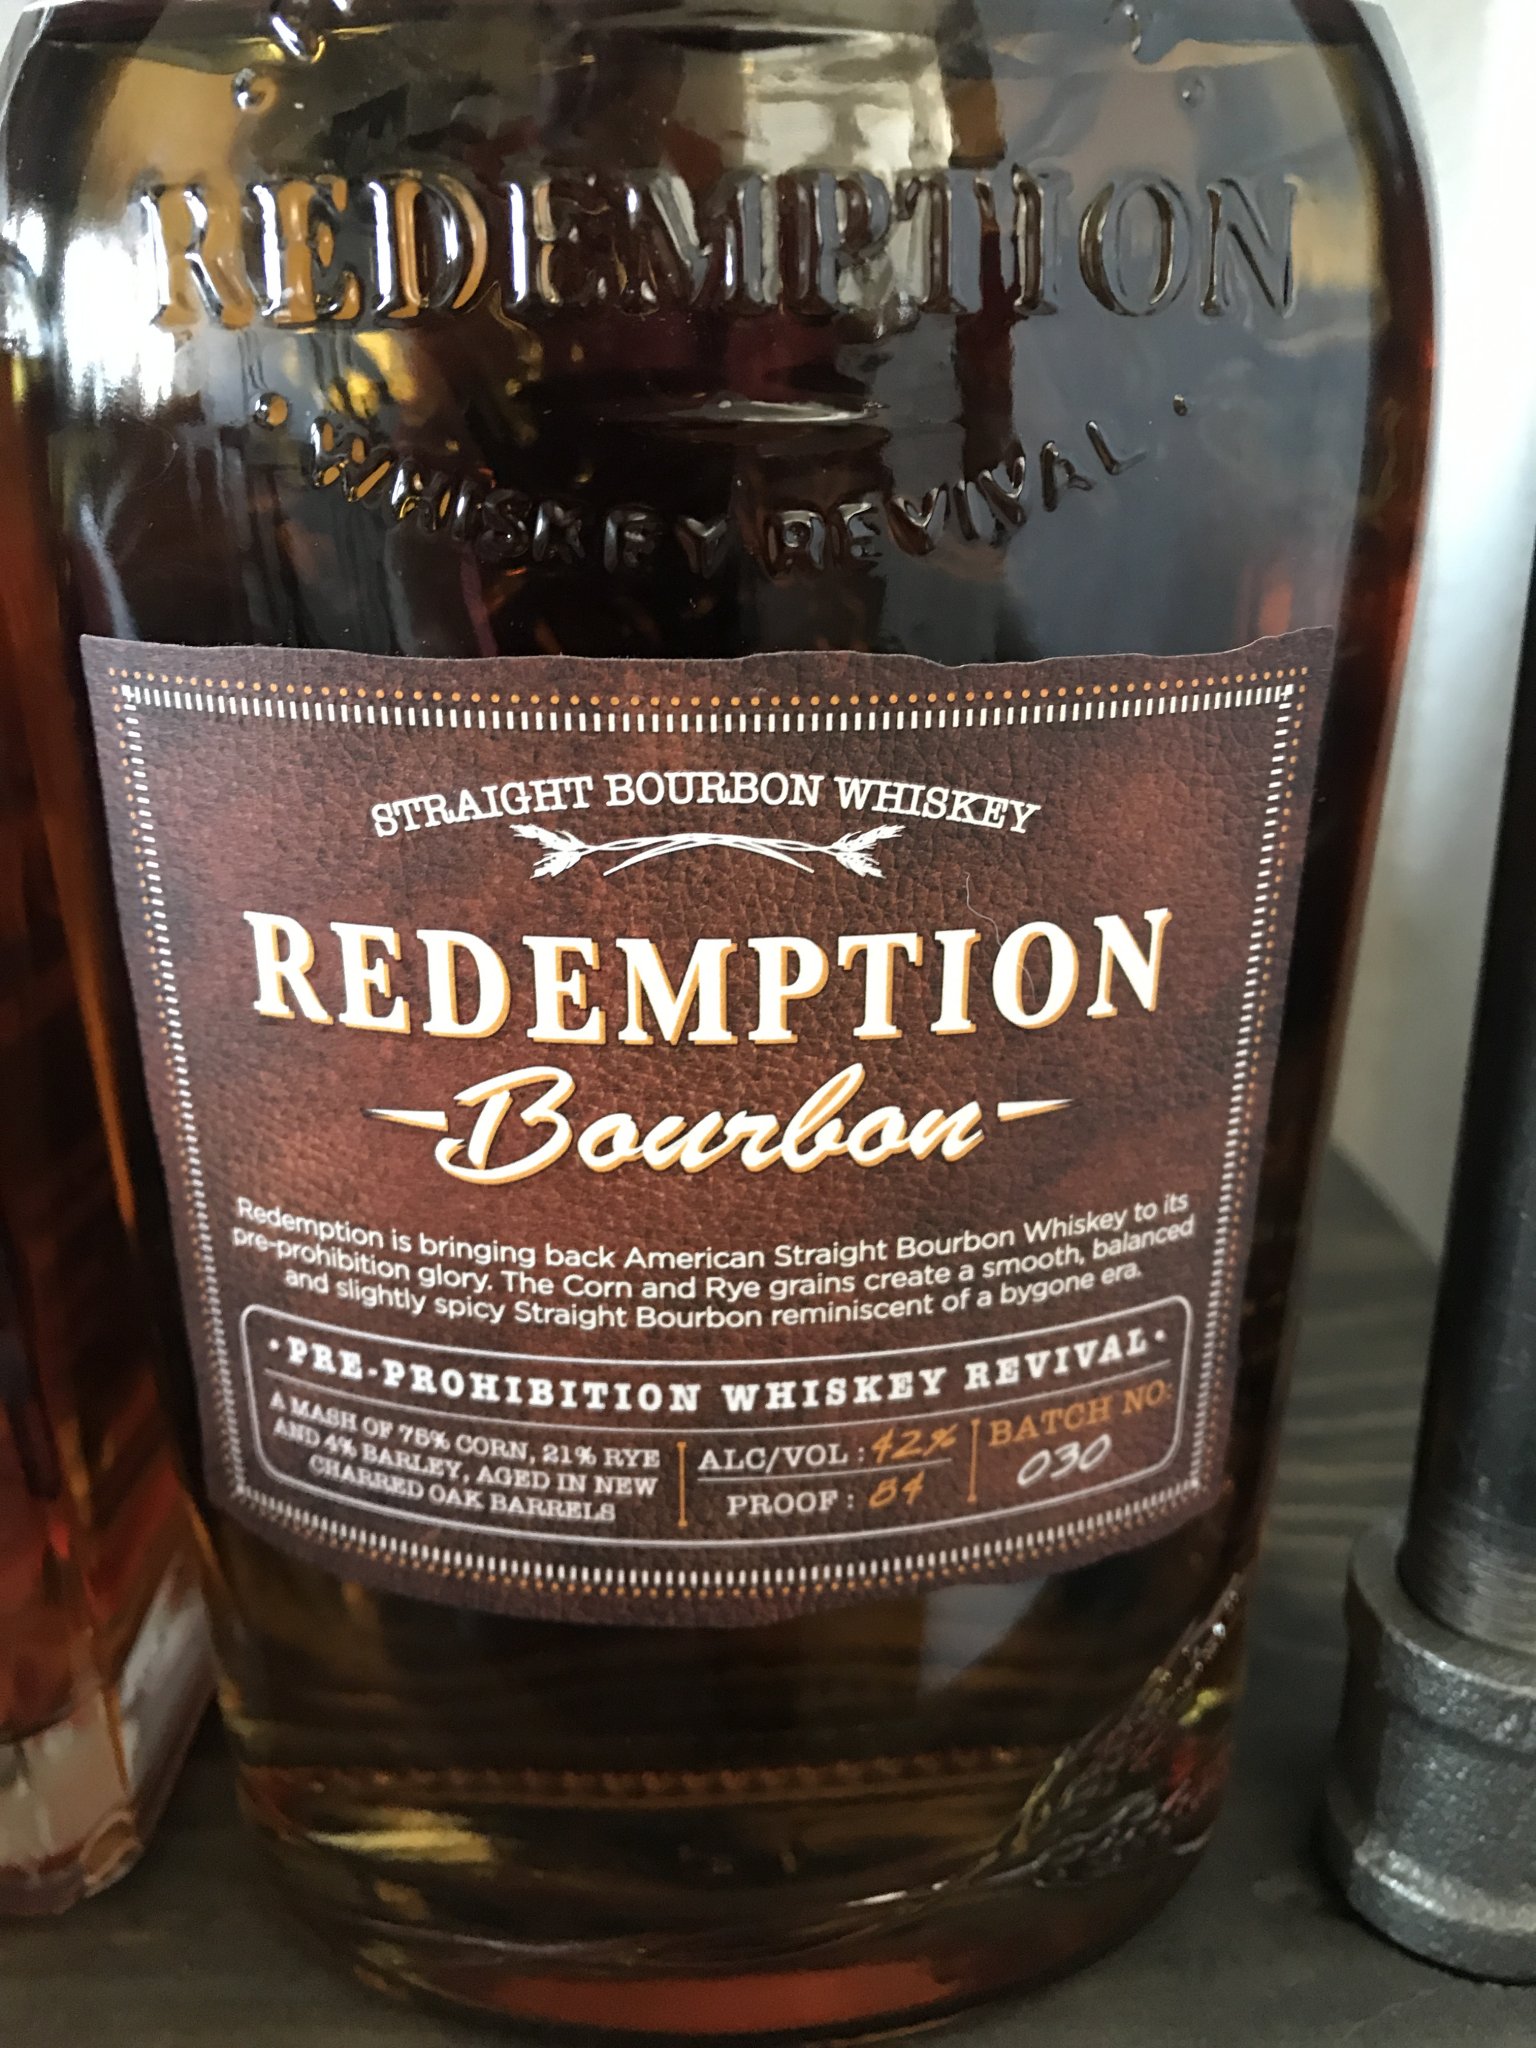 REDEMPTION
· WHISKEY REVIVAL ·
STRAIGHT BOURBON WHISKEY
REDEMPTION
Bourbon
Redemption is bringing back American Straight Bourbon Whiskey to its
pre-prohibition glory. The Corn and Rye grains create a smooth, balanced
and slightly spicy Straight Bourbon reminiscent of a bygone era.
·PRE-PROHIBITION WHISKEY REVIVAL·
A MASH OF 75% CORN, 21% RYE
AND 4% BARLEY, AGED IN NEW
CHARRED OAK BARRELS
ALC/VOL : 42%
PROOF : 84
BATCH NO:
030